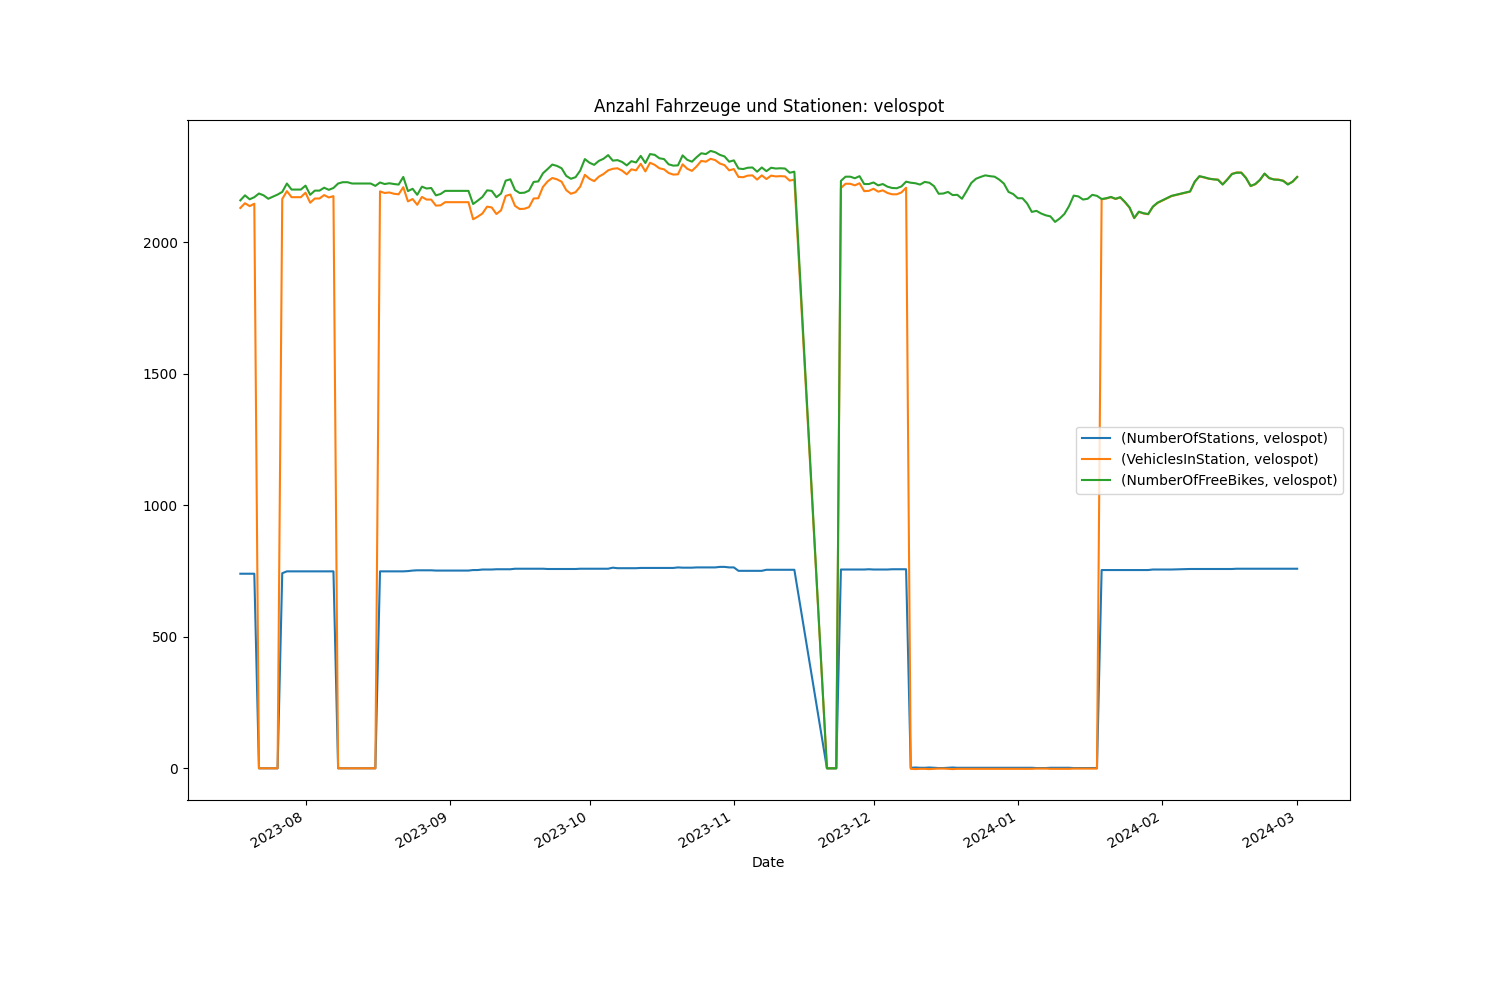 Anzahl Fahrzeuge und Stationen: velospot
2000
1500
1000
500
0
(NumberOfStations, velospot)
(VehiclesInStation, velospot)
(NumberOfFreeBikes, velospot)
2023-08
2023-09
2023-10
2023-11
2023-12
2024-01
2024-02
2024-03
Date